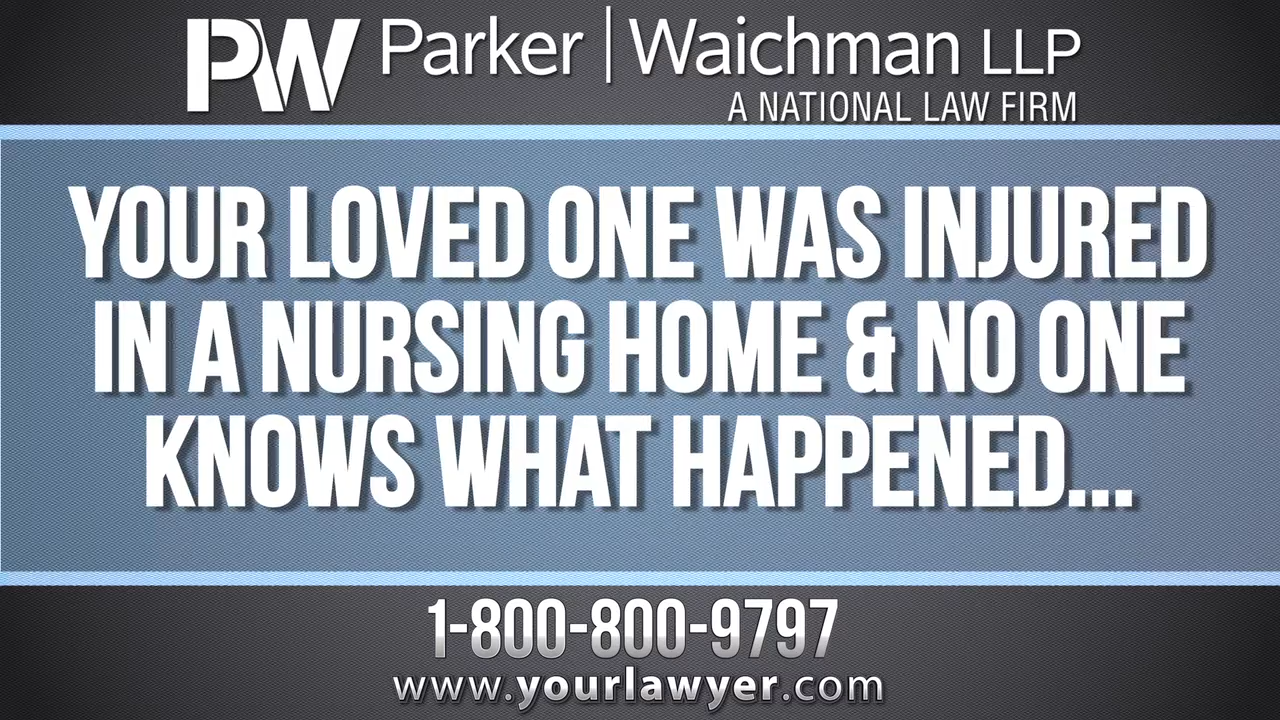 PW Parker | Waichman LLP
A NATIONAL LAW FIRM
YOUR LOVED ONE WAS INJURED
IN A NURSING HOME & NO ONE
KNOWS WHAT HAPPENED...
1-800-800-9797
www.yourlawyer.com